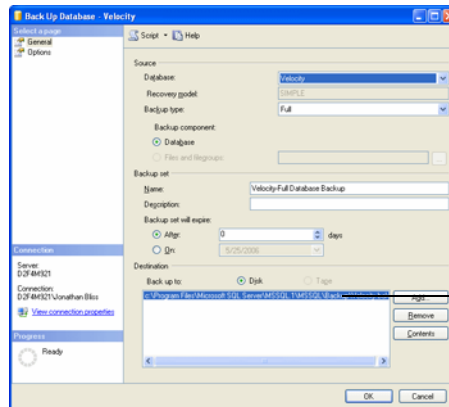 Back Up Database - Velocity
Select a page
General
Options
Script
Help
Source
Database:
Velocity
Recovery model:
SIMPLE
Backup type:
Full
Backup component:
Database
Files and filegroups:
...
Backup set
Name:
Velocity-Full Database Backup
Description:
Backup set will expire:
After:
0
days
On:
5/25/2006
Destination
Back up to:
Disk
Tape
c:\Program Files\Microsoft SQL Server\MSSQL.1\MSSQL\Back
Add...
Remove
Contents
Connection
Server:
D2F4M921
Connection:
D2F4M921\Jonathan Bliss
View connection properties
Progress
Ready
OK
Cancel